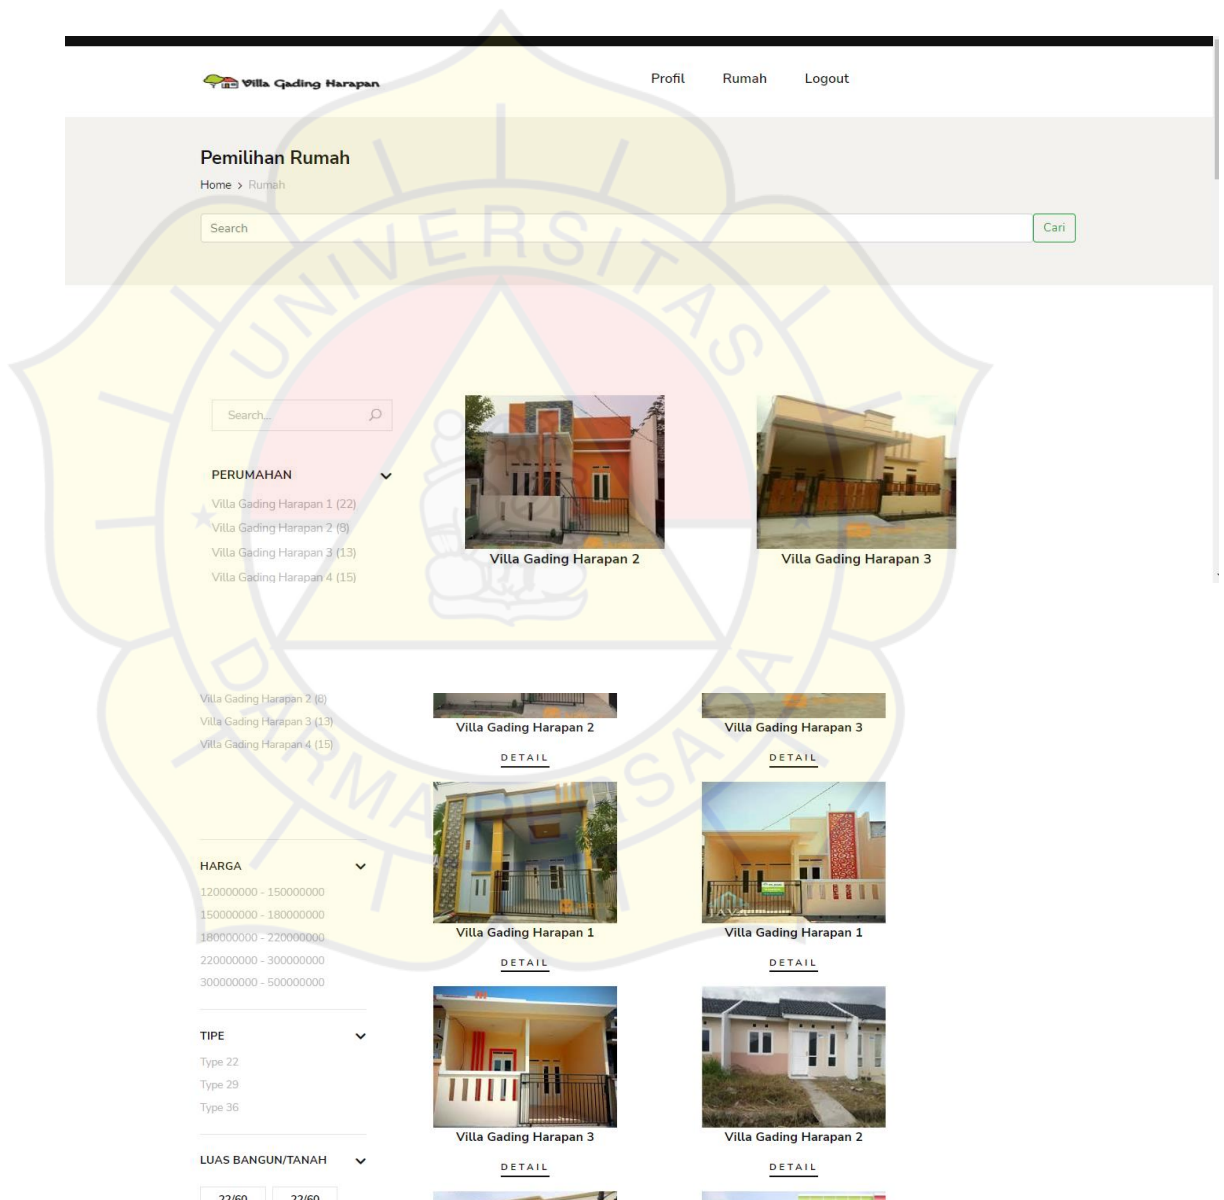 Villa Gading Harapan
Profil Rumah Logout
Pemilihan Rumah
Home > Rumah
Search
Cari
UNIVERSITAS
Search...
PERUMAHAN
Villa Gading Harapan 1 (22)
Villa Gading Harapan 2 (8)
Villa Gading Harapan 3 (13)
Villa Gading Harapan 4 (15)
Villa Gading Harapan 2
Villa Gading Harapan 3
DARMA PERSADA
Villa Gading Harapan 2 (8)
Villa Gading Harapan 3 (13)
Villa Gading Harapan 4 (15)
HARGA
120000000 - 150000000
150000000 - 180000000
180000000 - 220000000
220000000 - 300000000
300000000 - 500000000
TIPE
Type 22
Type 29
Type 36
LUAS BANGUN/TANAH
22/60 22/60
Villa Gading Harapan 2
DETAIL
Villa Gading Harapan 3
DETAIL
Villa Gading Harapan 1
DETAIL
Villa Gading Harapan 1
DETAIL
Villa Gading Harapan 3
DETAIL
Villa Gading Harapan 2
DETAIL